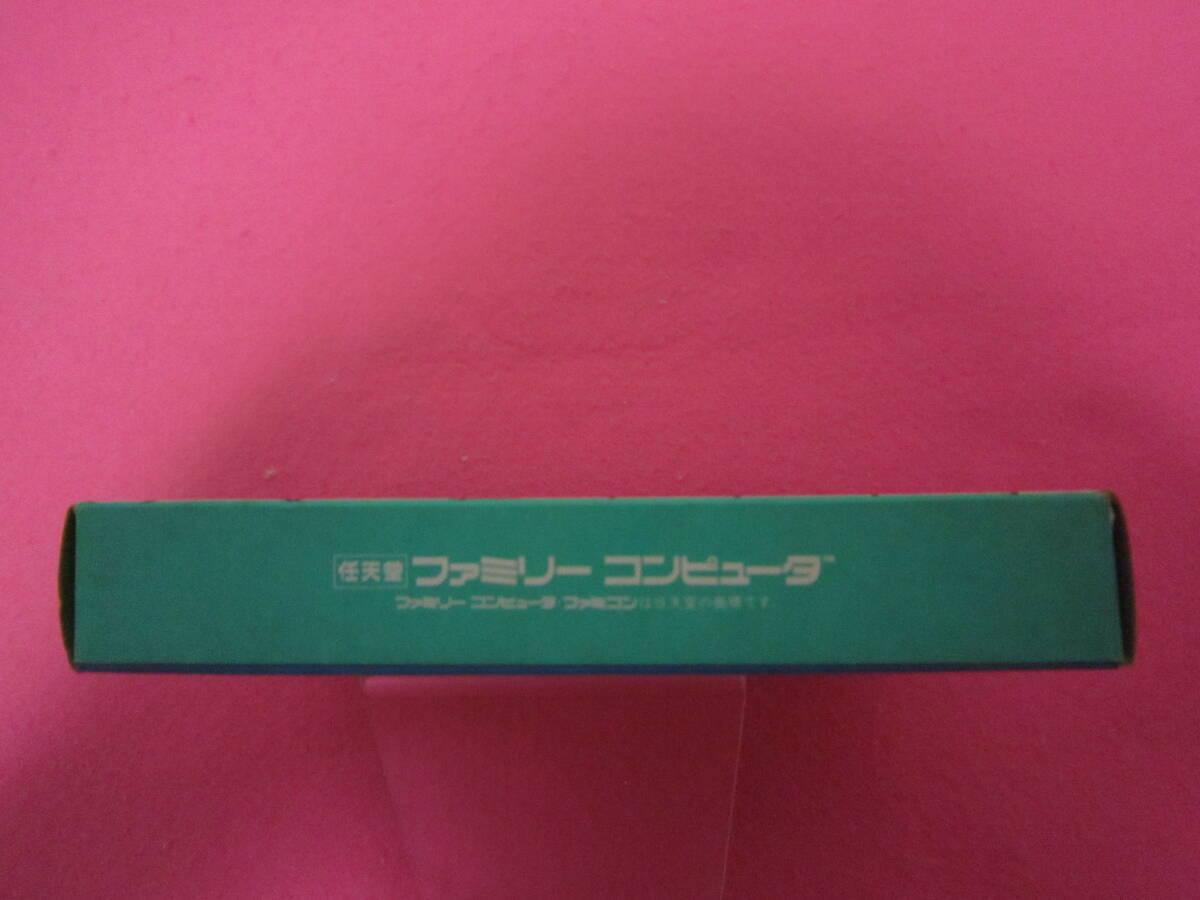 任天堂 ファミリー コンピュータ™
ファミリー コンピュータ・ファミコンは任天堂の商標です。